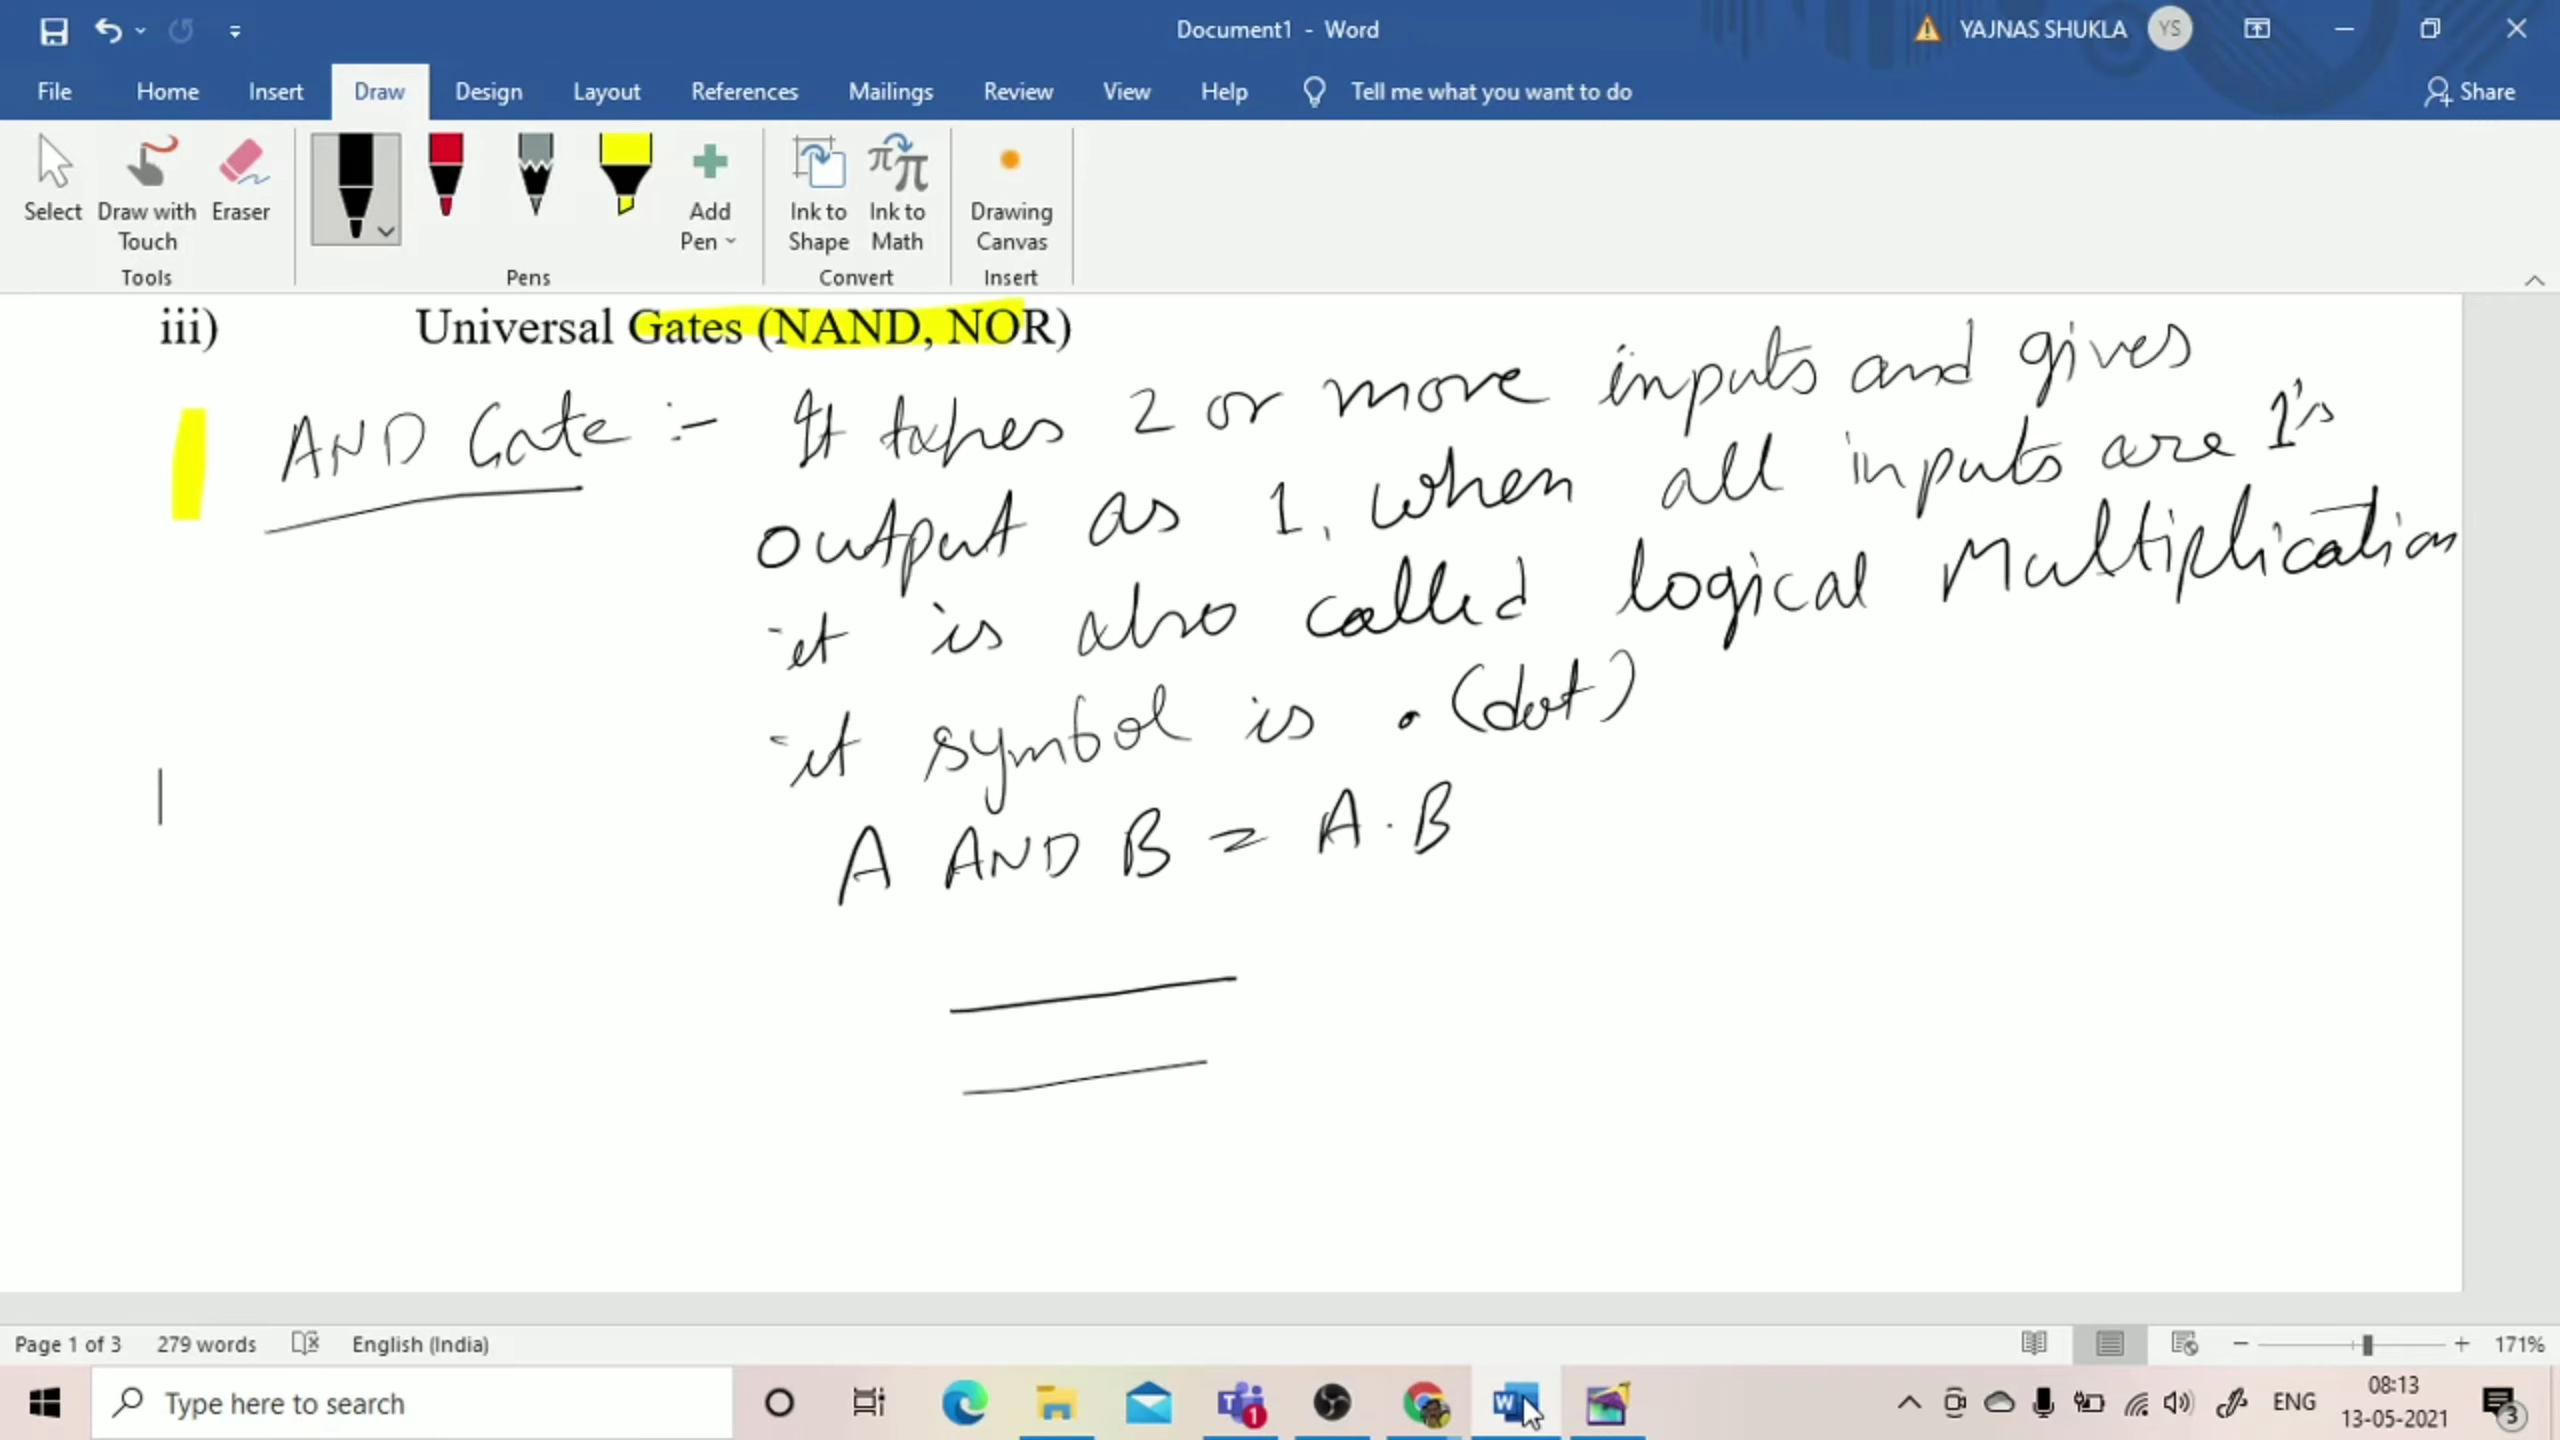 Document1 - Word
YAJNAS SHUKLA
YS
File Home Insert Draw Design Layout References Mailings Review View Help Tell me what you want to do
Share
Select Draw with Touch Eraser
Add Pen
Ink to Shape
Ink to Math
Drawing Canvas
Tools Pens Convert Insert
iii) Universal Gates (NAND, NOR)
AND Gate :- It takes 2 or more inputs and gives
output as 1, when all inputs are 1's
it is also called logical Multiplication
it symbol is . (dot)
A AND B = A . B
Page 1 of 3 279 words English (India)
171%
Type here to search
1
ENG
08:13
13-05-2021
3